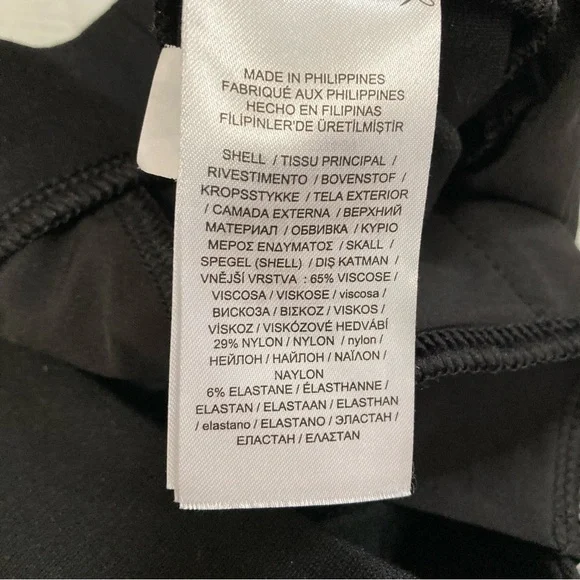 MADE IN PHILIPPINES
FABRIQUÉ AUX PHILIPPINES
HECHO EN FILIPINAS
FİLİPİNLER'DE ÜRETİLMİŞTİR
SHELL / TISSU PRINCIPAL /
RIVESTIMENTO / BOVENSTOF /
KROPSSTYKKE / TELA EXTERIOR
/ CAMADA EXTERNA / ВЕРХНИЙ
МАТЕРИАЛ / ОБВИВКА / ΚΥΡΙΟ
ΜΕΡΟΣ ΕΝΔΥΜΑΤΟΣ / SKALL /
SPEGEL (SHELL) / DIŞ KATMAN /
VNĚJŠÍ VRSTVA : 65% VISCOSE /
VISCOSA / VISKOSE / viscosa /
ВИСКОЗА / ΒΙΣΚΟΖ / VISKOS /
VİSKOZ / VISKÓZOVÉ HEDVÁBÍ
29% NYLON / NYLON / nylon /
НЕЙЛОН / НАЙЛОН / ΝΑΪΛΟΝ /
NAYLON
6% ELASTANE / ÉLASTHANNE /
ELASTAN / ELASTAAN / ELASTHAN
/ elastano / ELASTANO / ЭЛАСТАН /
ЕЛАСТАН / ΕΛΑΣΤΑΝ